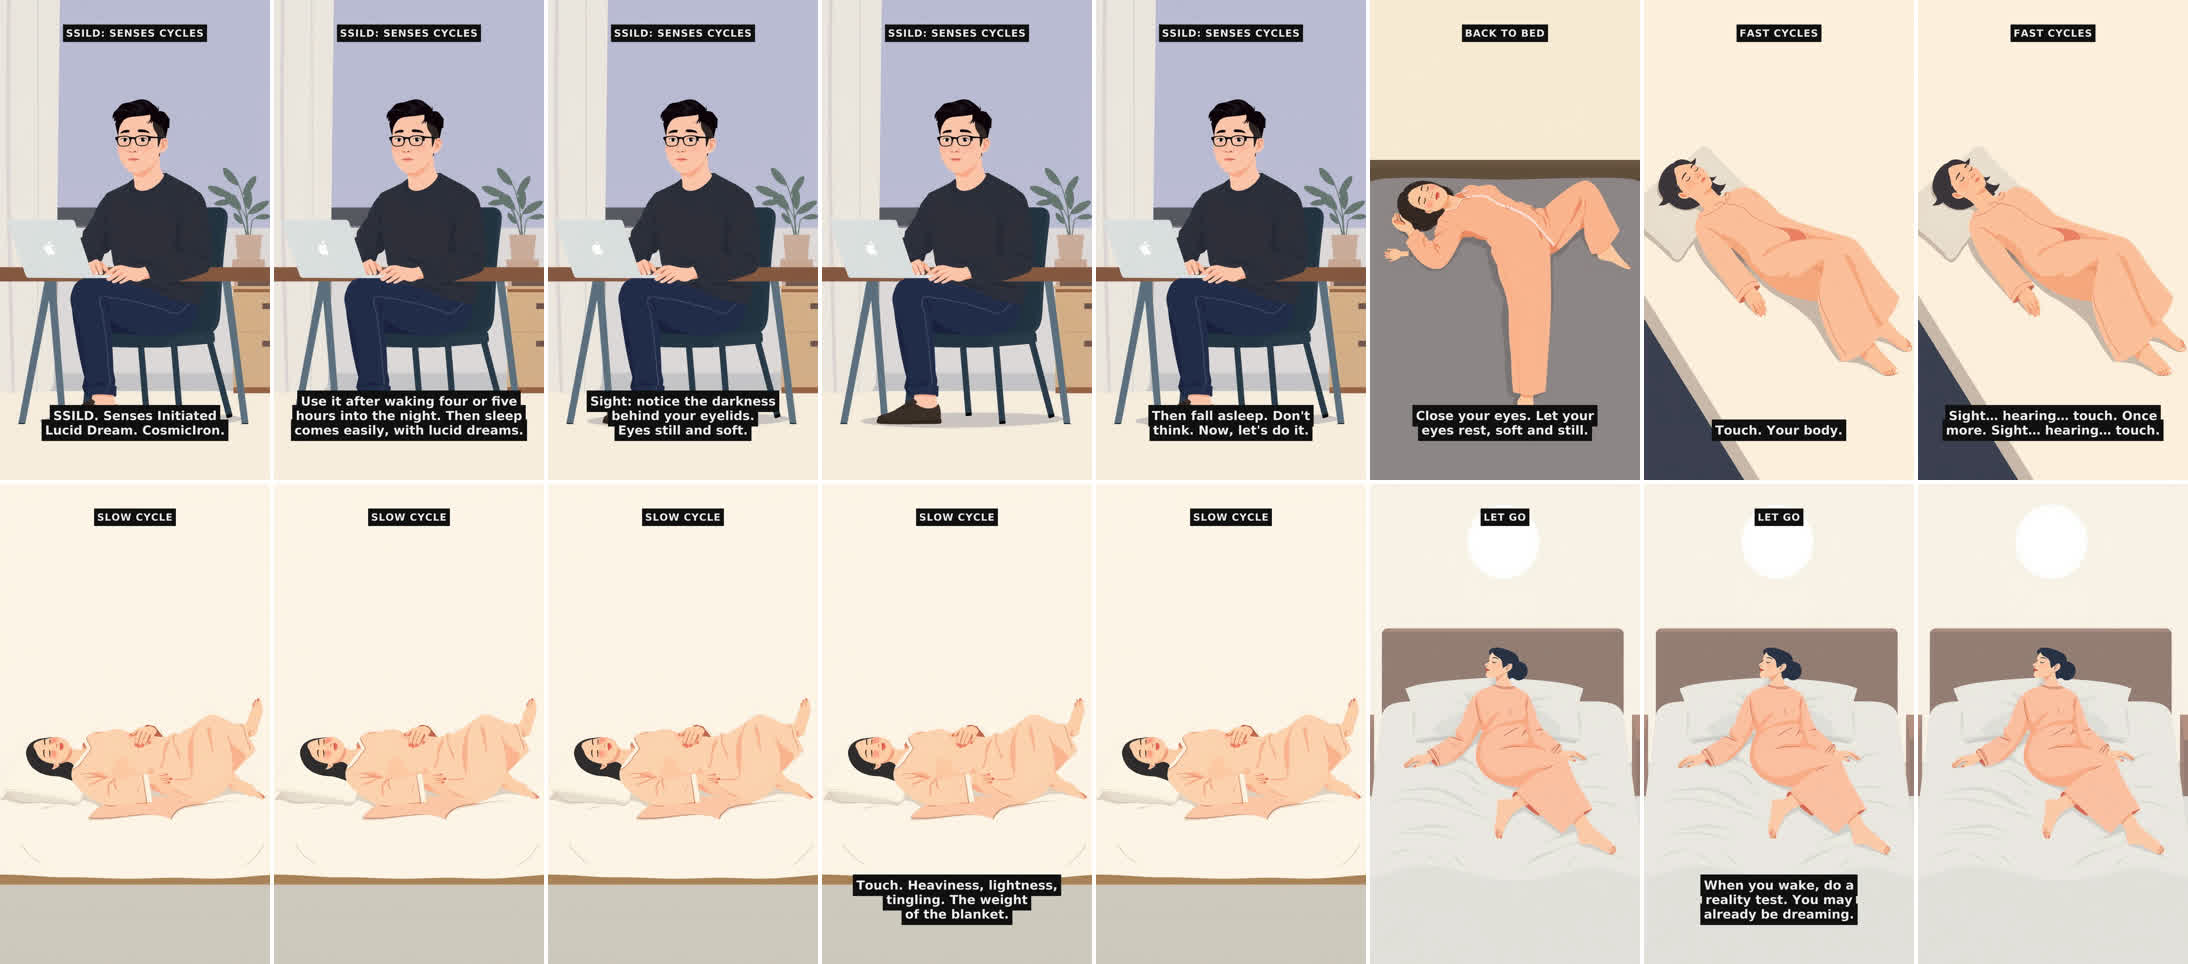 SSILD: SENSES CYCLES
SSILD. Senses Initiated
Lucid Dream. CosmicIron.
SSILD: SENSES CYCLES
Use it after waking four or five
hours into the night. Then sleep
comes easily, with lucid dreams.
SSILD: SENSES CYCLES
Sight: notice the darkness
behind your eyelids.
Eyes still and soft.
SSILD: SENSES CYCLES
SSILD: SENSES CYCLES
Then fall asleep. Don't
think. Now, let's do it.
BACK TO BED
Close your eyes. Let your
eyes rest, soft and still.
FAST CYCLES
Touch. Your body.
FAST CYCLES
Sight... hearing... touch. Once
more. Sight... hearing... touch.
SLOW CYCLE
SLOW CYCLE
SLOW CYCLE
SLOW CYCLE
Touch. Heaviness, lightness,
tingling. The weight
of the blanket.
SLOW CYCLE
LET GO
LET GO
When you wake, do a
reality test. You may
already be dreaming.